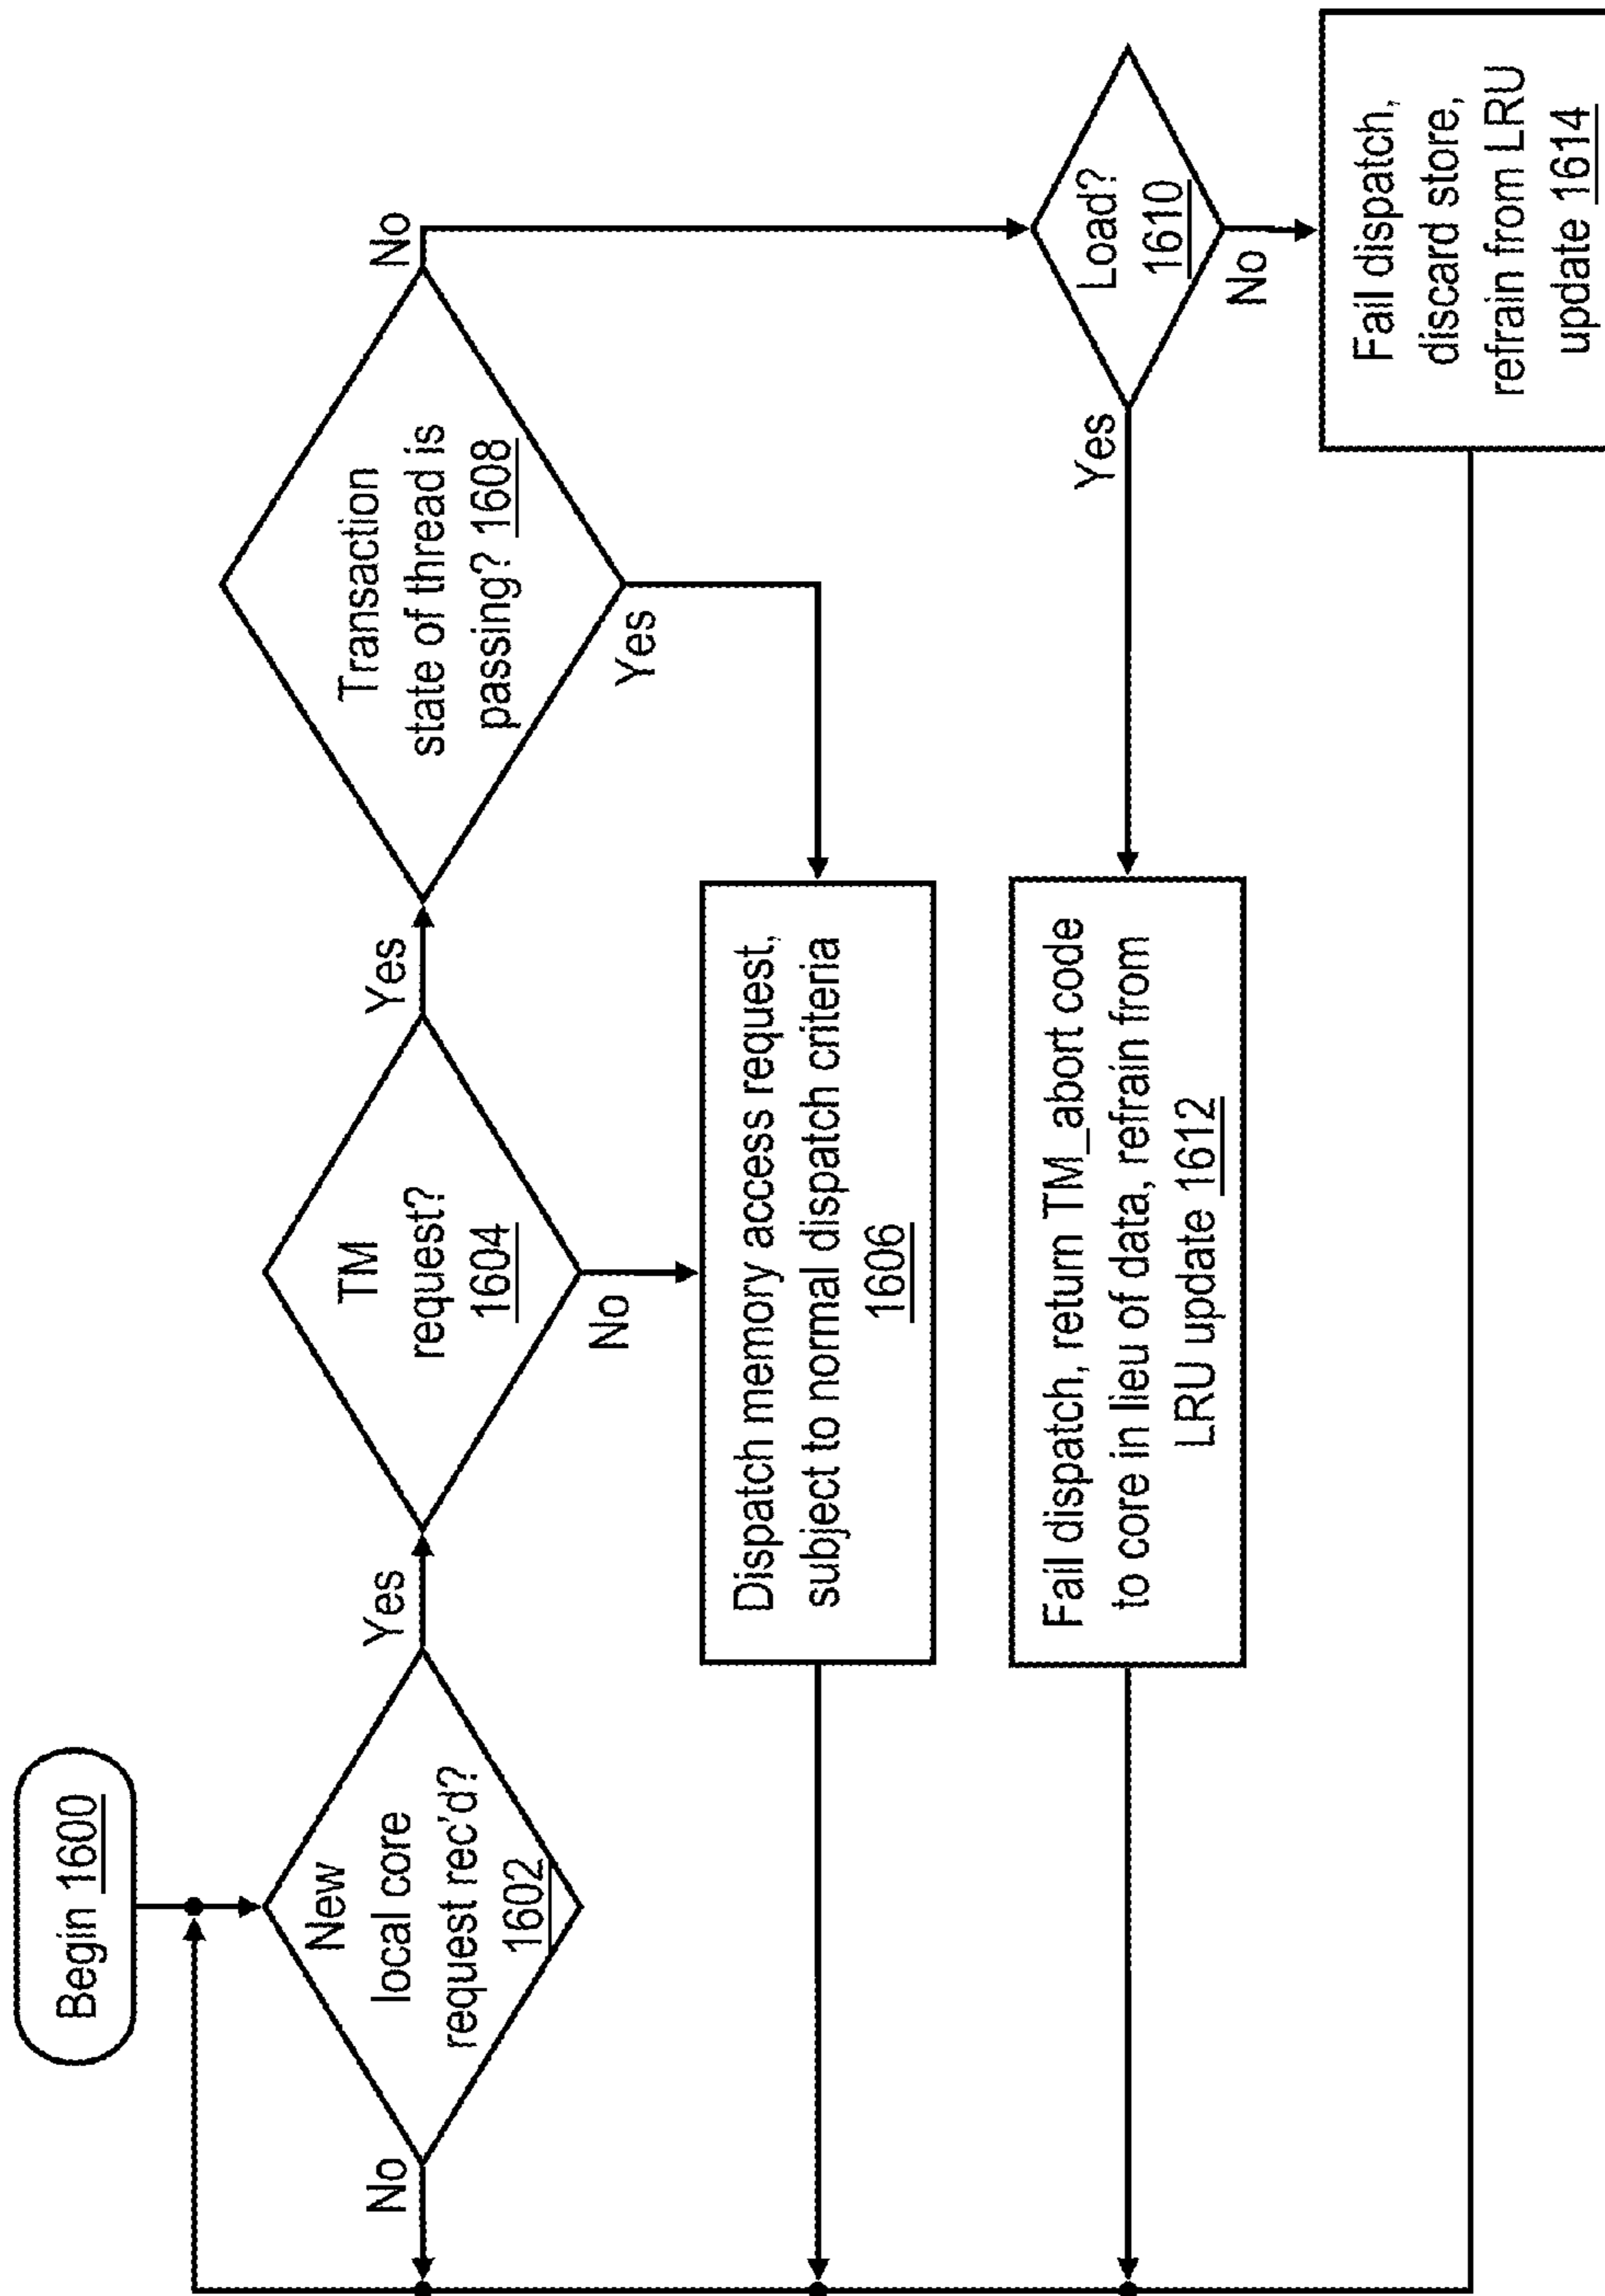 Begin 1600
New
local core
request rec'd?
1602
No
Yes
TM
request?
1604
Yes
No
Transaction
state of thread is
passing? 1608
No
Yes
Dispatch memory access request,
subject to normal dispatch criteria
1606
Load?
1610
Yes
No
Fail dispatch, return TM_abort code
to core in lieu of data, refrain from
LRU update 1612
Fail dispatch,
discard store,
refrain from LRU
update 1614